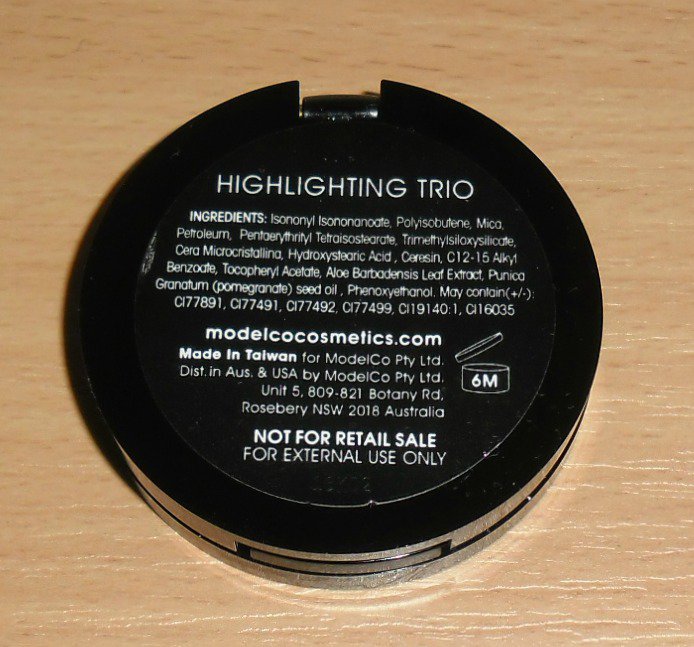 HIGHLIGHTING TRIO
INGREDIENTS: Isononyl Isononanoate, Polyisobutene, Mica,
Petroleum, Pentaerythrityl Tetraisostearate, Trimethylsiloxysilicate,
Cera Microcristallina, Hydroxystearic Acid , Ceresin, C12-15 Alkyl
Benzoate, Tocopheryl Acetate, Aloe Barbadensis Leaf Extract, Punica
Granatum (pomegranate) seed oil , Phenoxyethanol. May contain(+/-):
CI77891, CI77491, CI77492, CI77499, CI19140:1, CI16035
modelcocosmetics.com
Made In Taiwan for ModelCo Pty Ltd.
Dist. in Aus. & USA by ModelCo Pty Ltd.
Unit 5, 809-821 Botany Rd,
Rosebery NSW 2018 Australia
6M
NOT FOR RETAIL SALE
FOR EXTERNAL USE ONLY